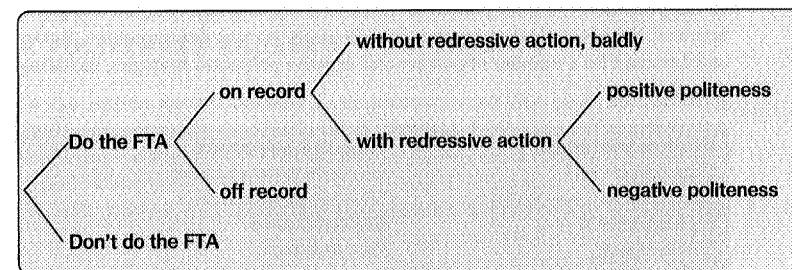 without redressive action, baldly
on record
positive politeness
Do the FTA
with redressive action
off record
negative politeness
Don't do the FTA